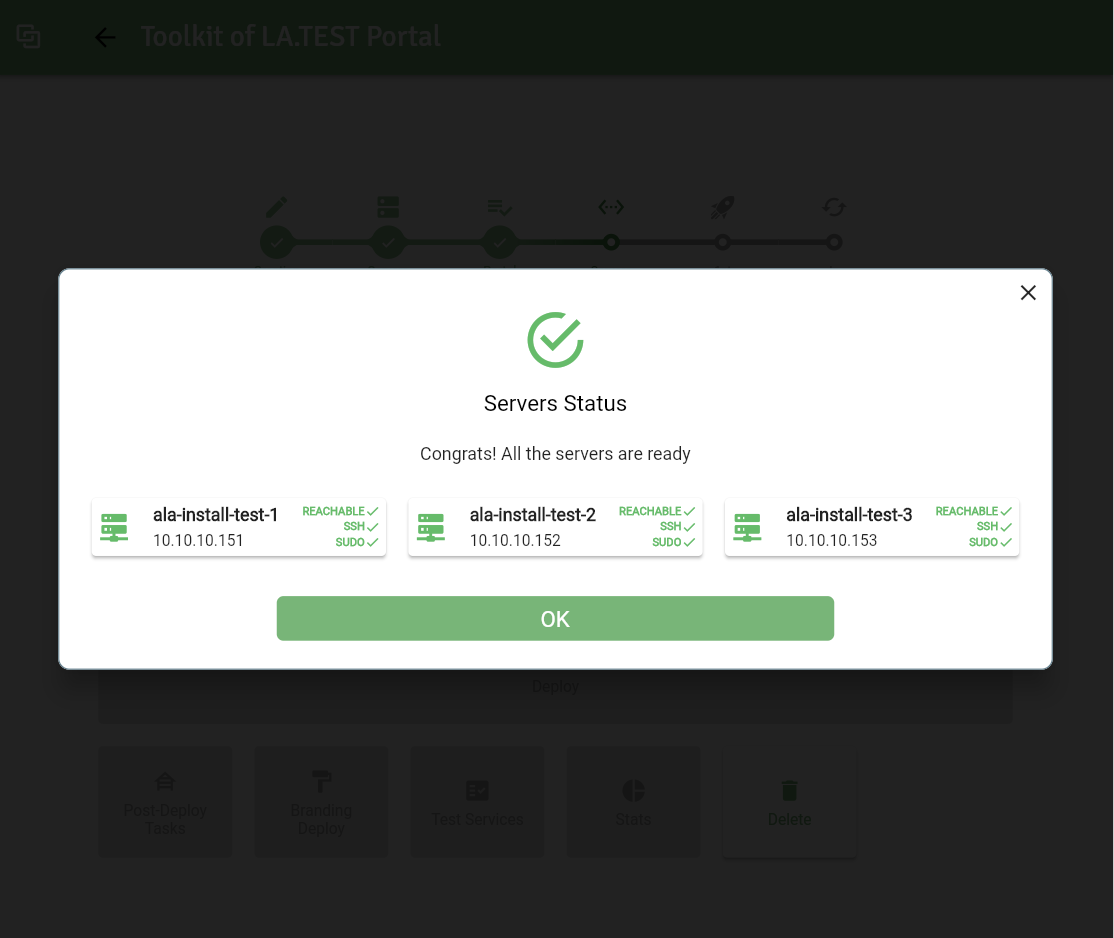 Toolkit of LA.TEST Portal
Servers Status
Congrats! All the servers are ready
ala-install-test-1
10.10.10.151
REACHABLE
SSH
SUDO
ala-install-test-2
10.10.10.152
REACHABLE
SSH
SUDO
ala-install-test-3
10.10.10.153
REACHABLE
SSH
SUDO
OK
Deploy
Post-Deploy
Tasks
Branding
Deploy
Test Services
Stats
Delete